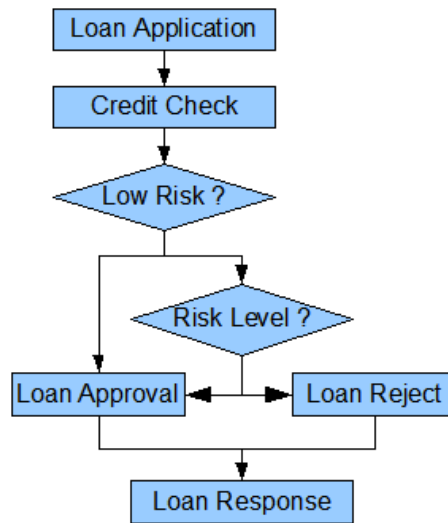 Loan Application
Credit Check
Low Risk ?
Risk Level ?
Loan Approval
Loan Reject
Loan Response